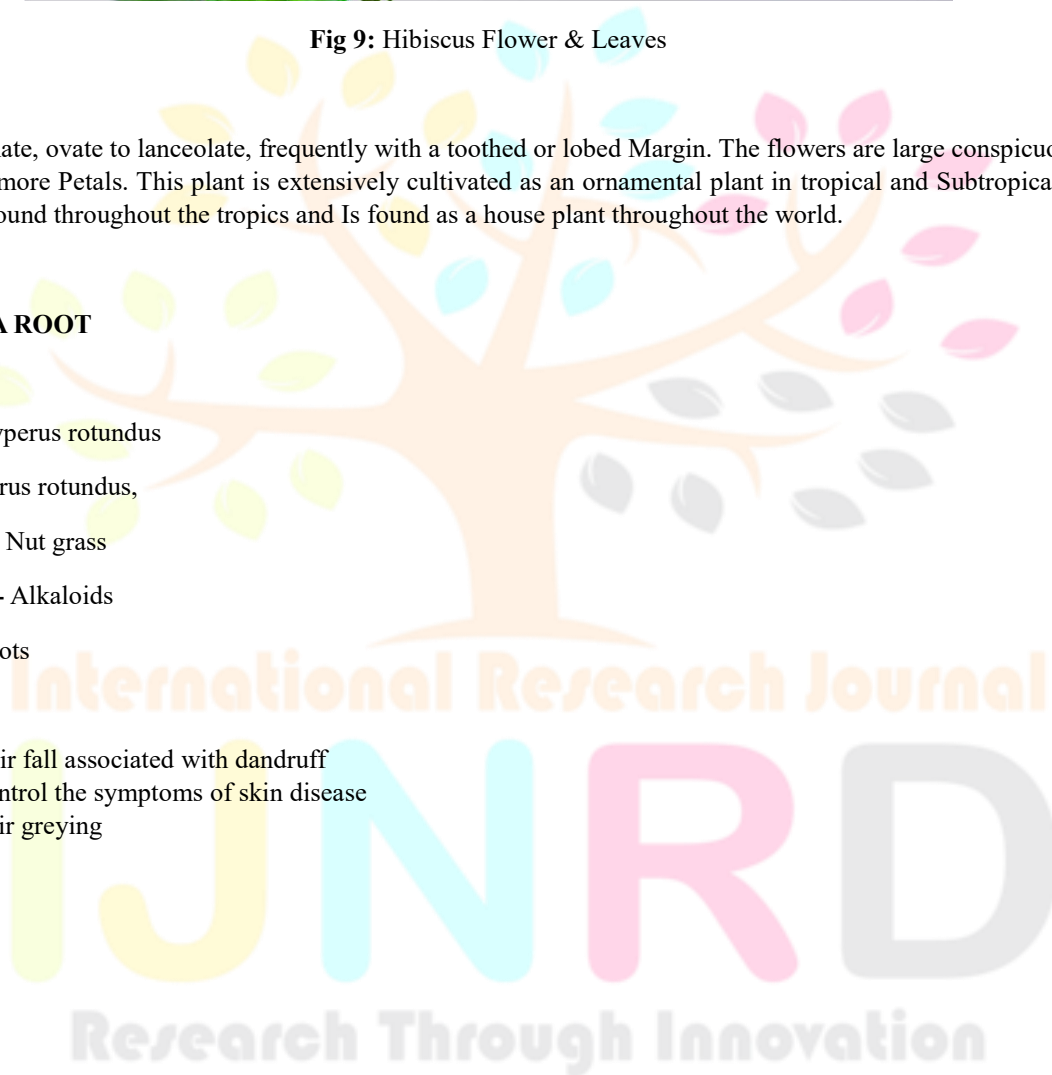 Fig 9: Hibiscus Flower & Leaves
ate, ovate to lanceolate, frequently with a toothed or lobed Margin. The flowers are large conspicuo
more Petals. This plant is extensively cultivated as an ornamental plant in tropical and Subtropica
ound throughout the tropics and Is found as a house plant throughout the world.
A ROOT
yperus rotundus
rus rotundus,
Nut grass
- Alkaloids
ots
International Research Journal
ir fall associated with dandruff
ntrol the symptoms of skin disease
ir greying
IJNRD
Research Through Innovation